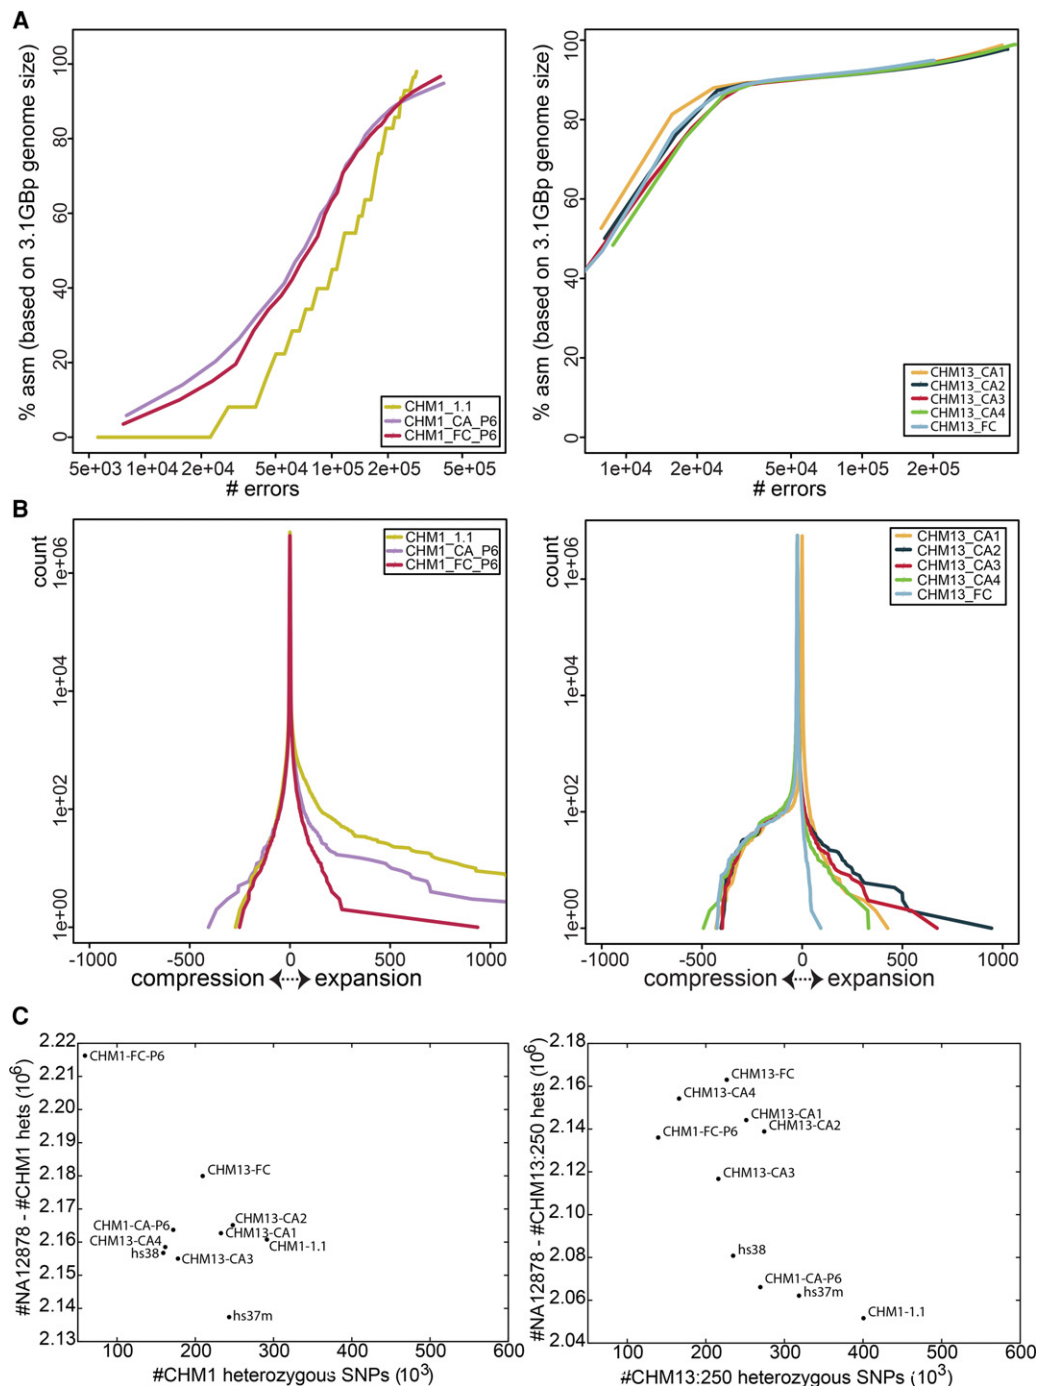 A
% asm (based on 3.1GBp genome size)
100
80
60
40
20
0
CHM1_1.1
CHM1_CA_P6
CHM1_FC_P6
5e+03 1e+04 2e+04 5e+04 1e+05 2e+05 5e+05
# errors
% asm (based on 3.1GBp genome size)
100
80
60
40
20
0
CHM13_CA1
CHM13_CA2
CHM13_CA3
CHM13_CA4
CHM13_FC
1e+04 2e+04 5e+04 1e+05 2e+05
# errors
B
count
1e+06
1e+04
1e+02
1e+00
CHM1_1.1
CHM1_CA_P6
CHM1_FC_P6
-1000 -500 0 500 1000
compression expansion
count
1e+06
1e+04
1e+02
1e+00
CHM13_CA1
CHM13_CA2
CHM13_CA3
CHM13_CA4
CHM13_FC
-1000 -500 0 500 1000
compression expansion
C
#NA12878 - #CHM1 hets (10⁶)
2.22
2.21
2.20
2.19
2.18
2.17
2.16
2.15
2.14
2.13
CHM1-FC-P6
CHM13-FC
CHM13-CA2
CHM1-CA-P6
CHM13-CA1
CHM13-CA4
CHM1-1.1
hs38
CHM13-CA3
hs37m
100 200 300 400 500 600
#CHM1 heterozygous SNPs (10³)
#NA12878 - #CHM13:250 hets (10⁶)
2.18
2.16
2.14
2.12
2.10
2.08
2.06
2.04
CHM13-FC
CHM13-CA4
CHM13-CA1
CHM1-FC-P6
CHM13-CA2
CHM13-CA3
hs38
CHM1-CA-P6
hs37m
CHM1-1.1
100 200 300 400 500 600
#CHM13:250 heterozygous SNPs (10³)